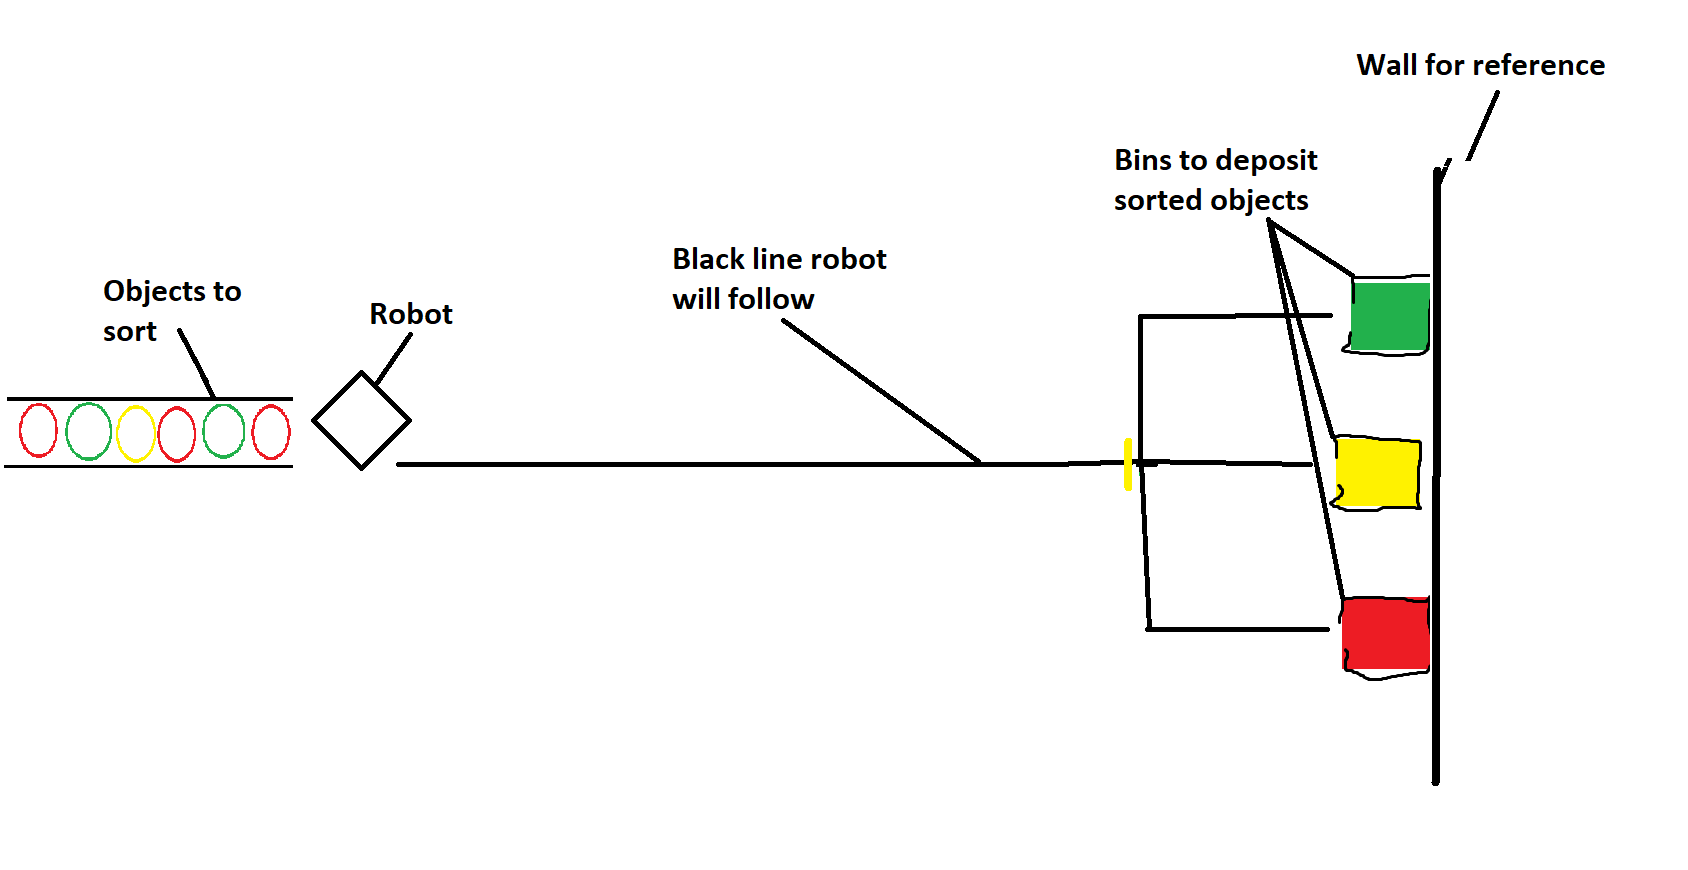 Wall for reference
Bins to deposit
sorted objects
Black line robot
will follow
Objects to
sort
Robot